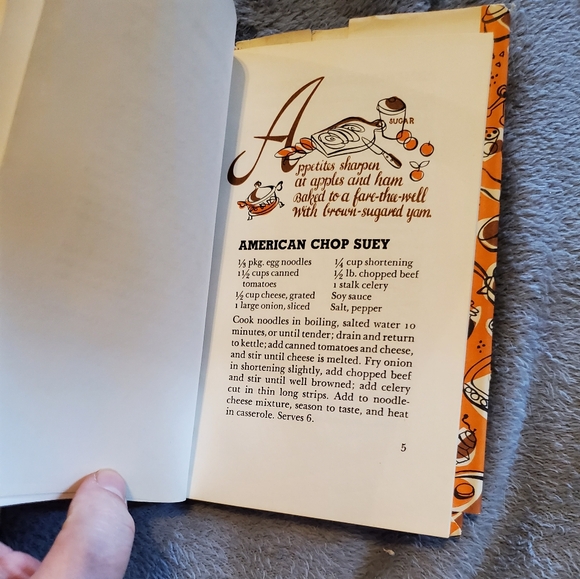 SUGAR
Appetites sharpen
at apples and ham
Baked to a fare-thee-well
With brown-sugared yam.
AMERICAN CHOP SUEY
⅓ pkg. egg noodles
1½ cups canned
tomatoes
½ cup cheese, grated
1 large onion, sliced
¼ cup shortening
½ lb. chopped beef
1 stalk celery
Soy sauce
Salt, pepper
Cook noodles in boiling, salted water 10
minutes, or until tender; drain and return
to kettle; add canned tomatoes and cheese,
and stir until cheese is melted. Fry onion
in shortening slightly, add chopped beef
and stir until well browned; add celery
cut in thin long strips. Add to noodle-
cheese mixture, season to taste, and heat
in casserole. Serves 6.
5